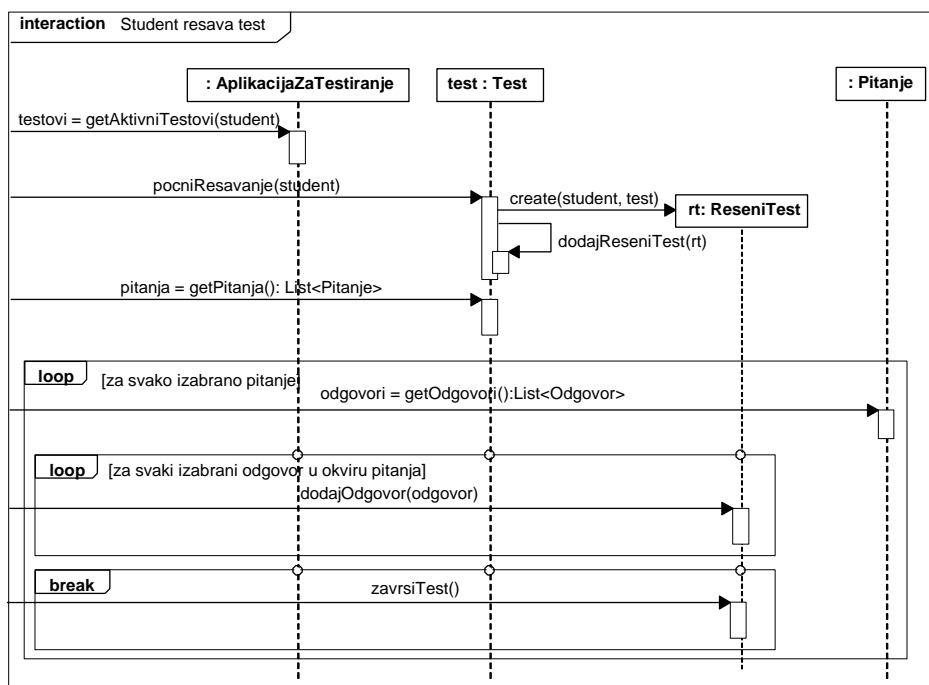 interaction Student resava test
: AplikacijaZaTestiranje
test : Test
: Pitanje
testovi = getAktivniTestovi(student)
pocniResavanje(student)
create(student, test)
rt: ReseniTest
dodajReseniTest(rt)
pitanja = getPitanja(): List<Pitanje>
loop [za svako izabrano pitanje]
odgovori = getOdgovori():List<Odgovor>
loop [za svaki izabrani odgovor u okviru pitanja]
dodajOdgovor(odgovor)
break
zavrsiTest()